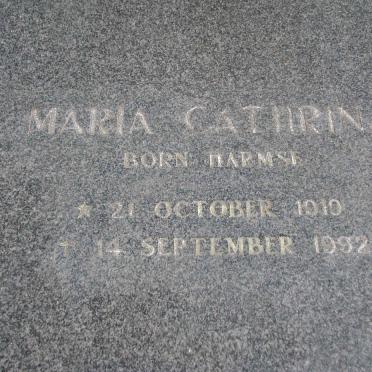 MARIA CATHRIN
BORN HARMSE
★ 21 OCTOBER 1910
† 14 SEPTEMBER 1992